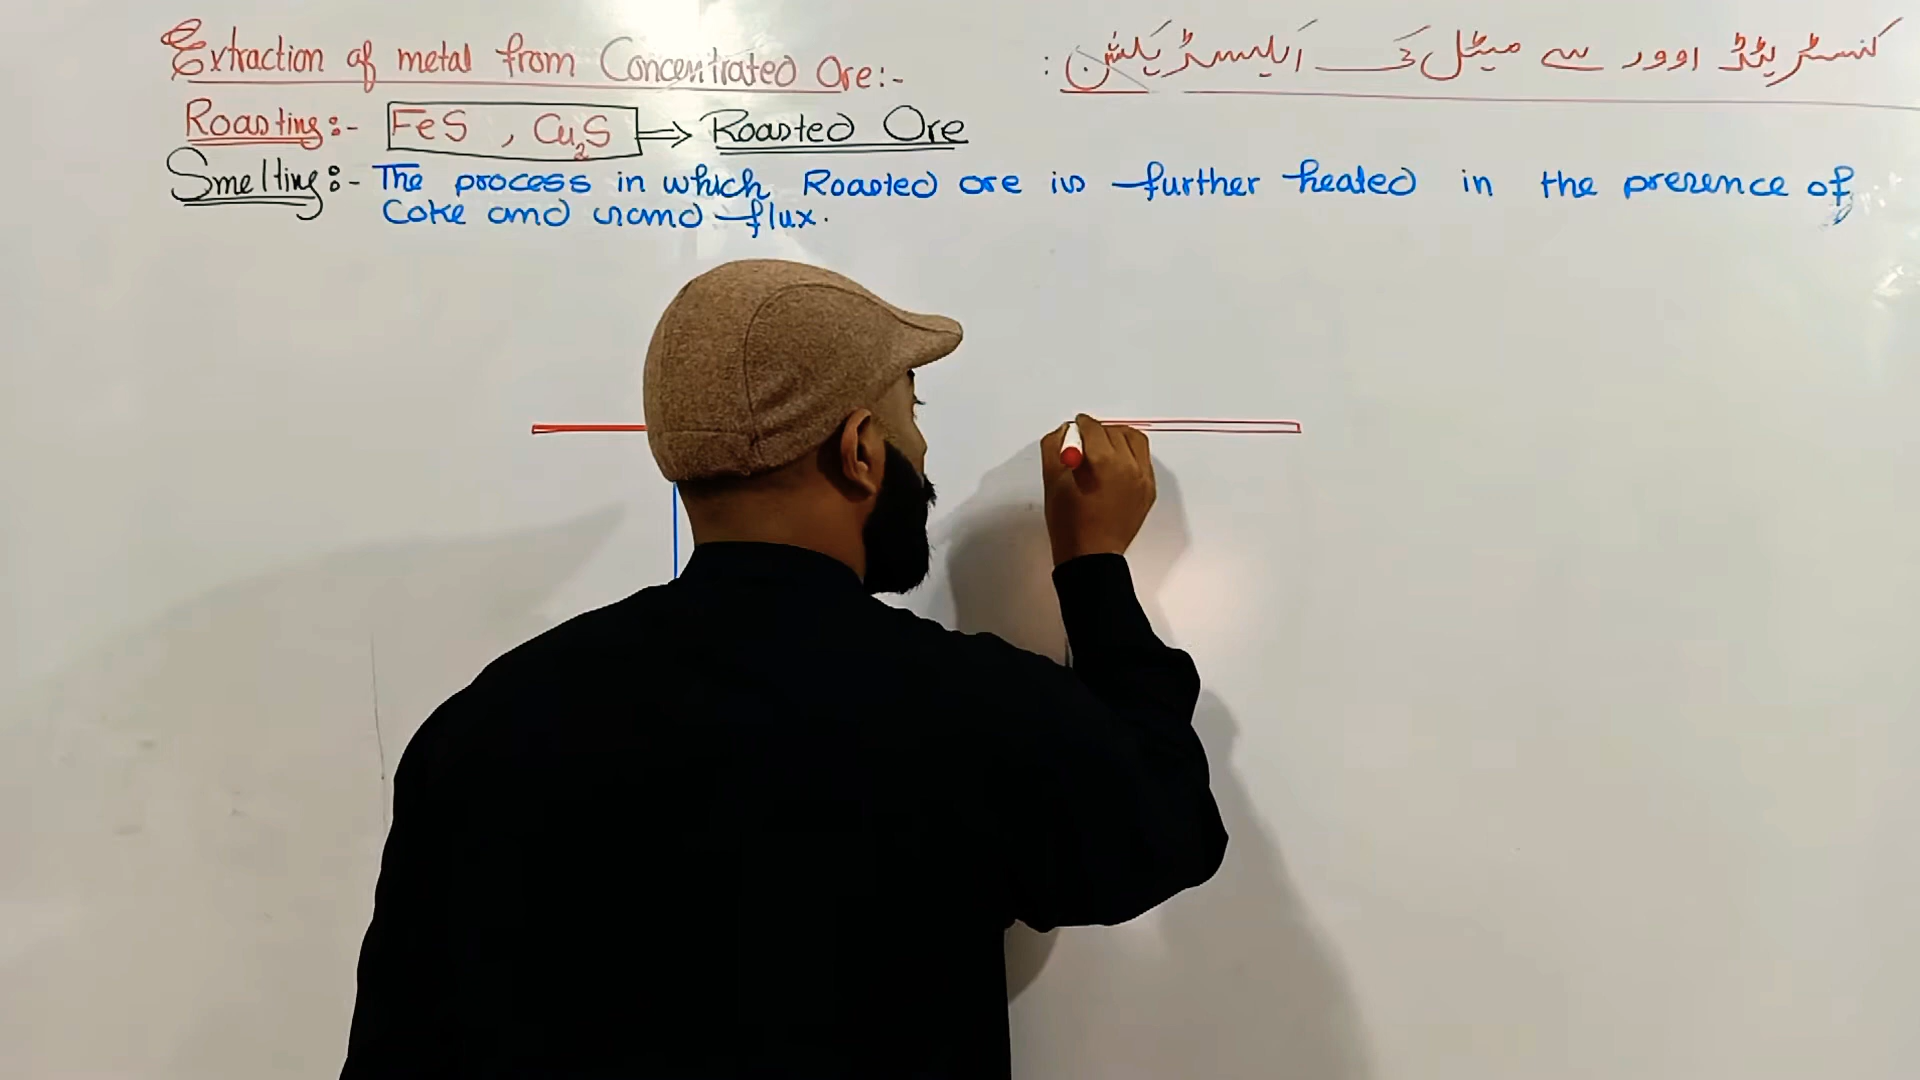 Extraction of metal from Concentrated Ore:-
کنسٹریٹڈ اوور سے میٹل کی ایکسٹریکشن :
Roasting:- FeS , Cu₂S ⇒ Roasted Ore
Smelting:- The process in which Roasted ore is further heated in the presence of
Coke and sand flux.